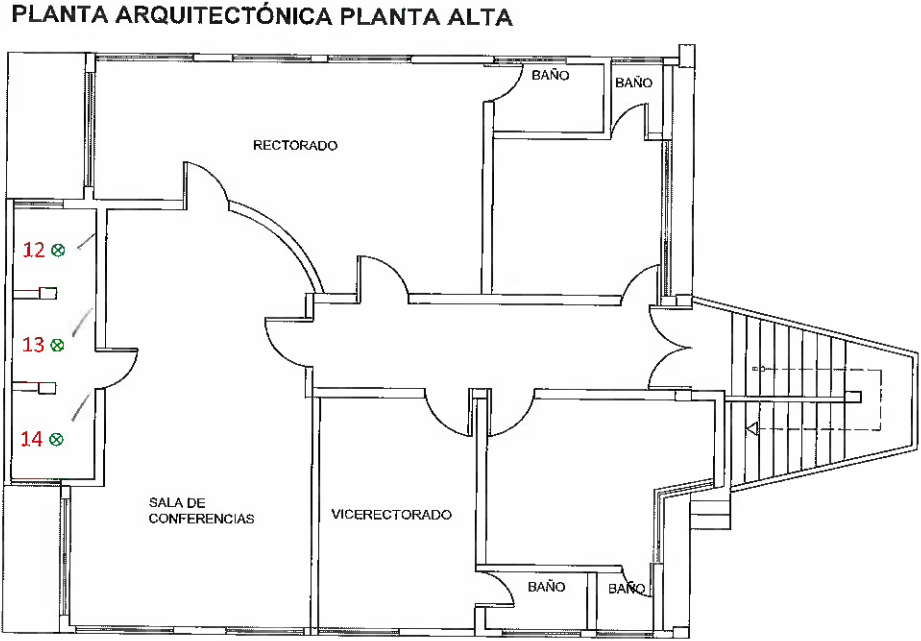 PLANTA ARQUITECTÓNICA PLANTA ALTA
BAÑO
BAÑO
RECTORADO
12
13
14
SALA DE
CONFERENCIAS
VICERECTORADO
BAÑO
BAÑO